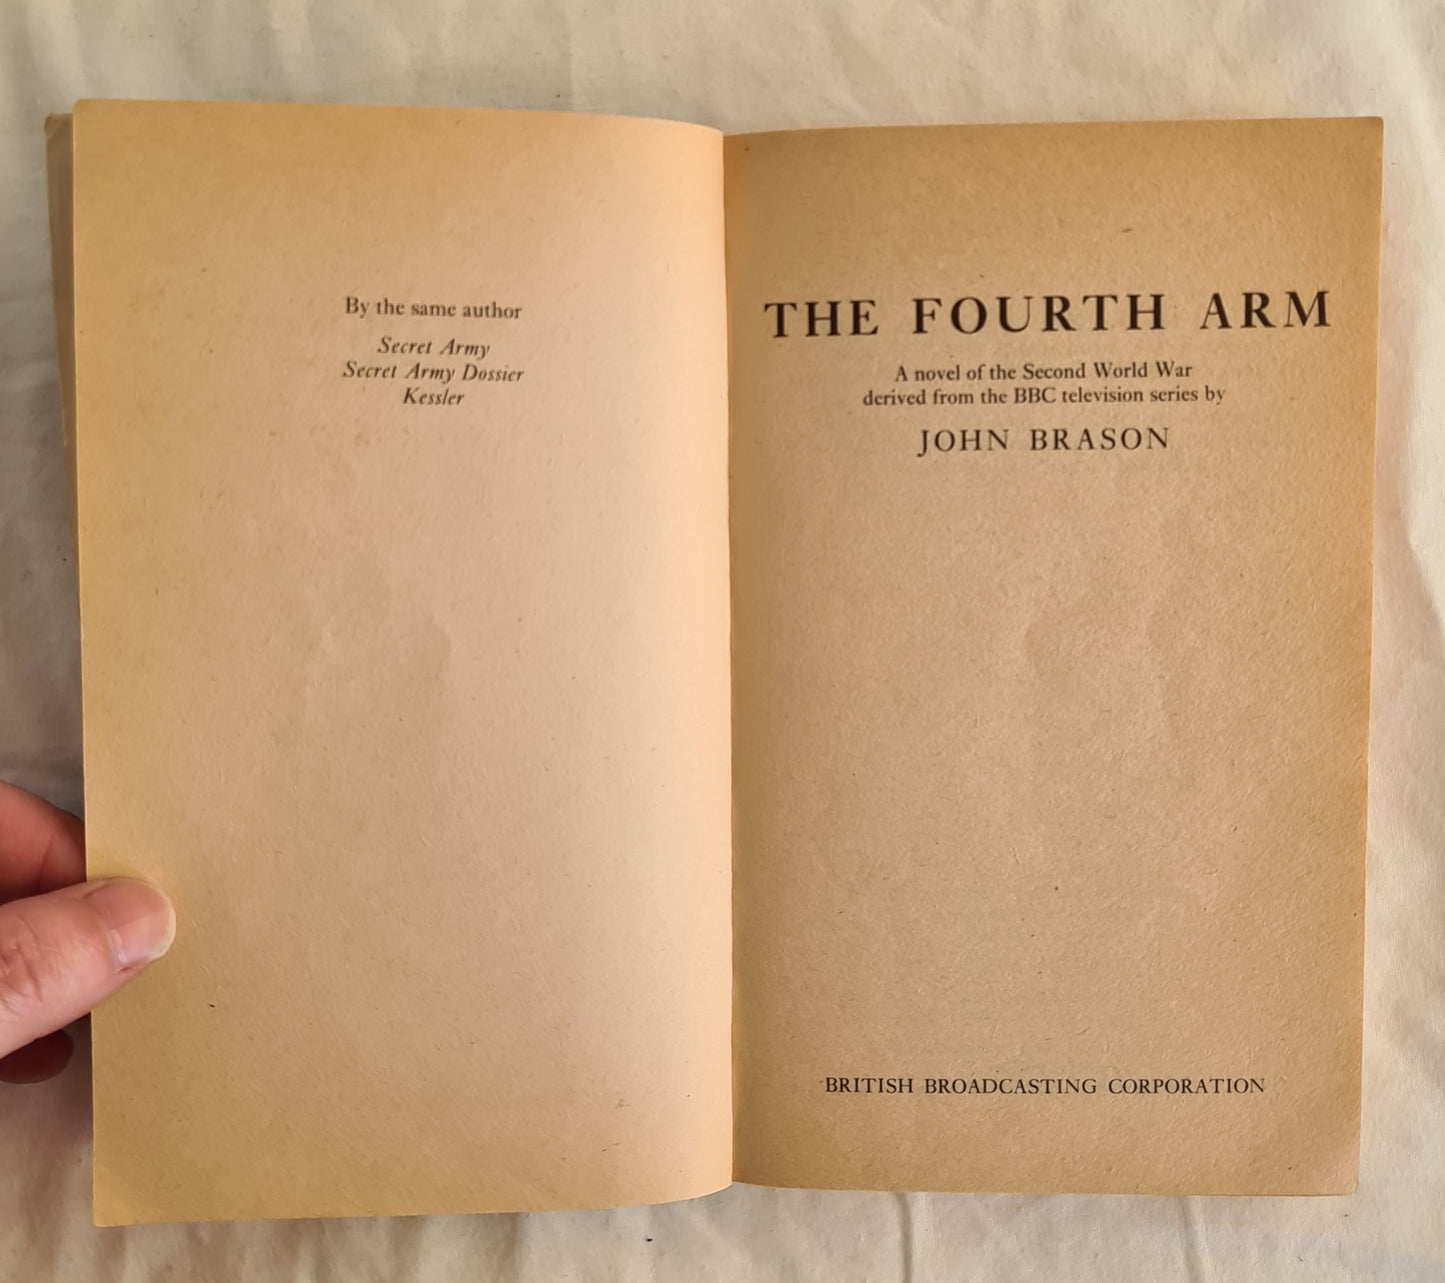 By the same author
Secret Army
Secret Army Dossier
Kessler
THE FOURTH ARM
A novel of the Second World War
derived from the BBC television series by
JOHN BRASON
BRITISH BROADCASTING CORPORATION